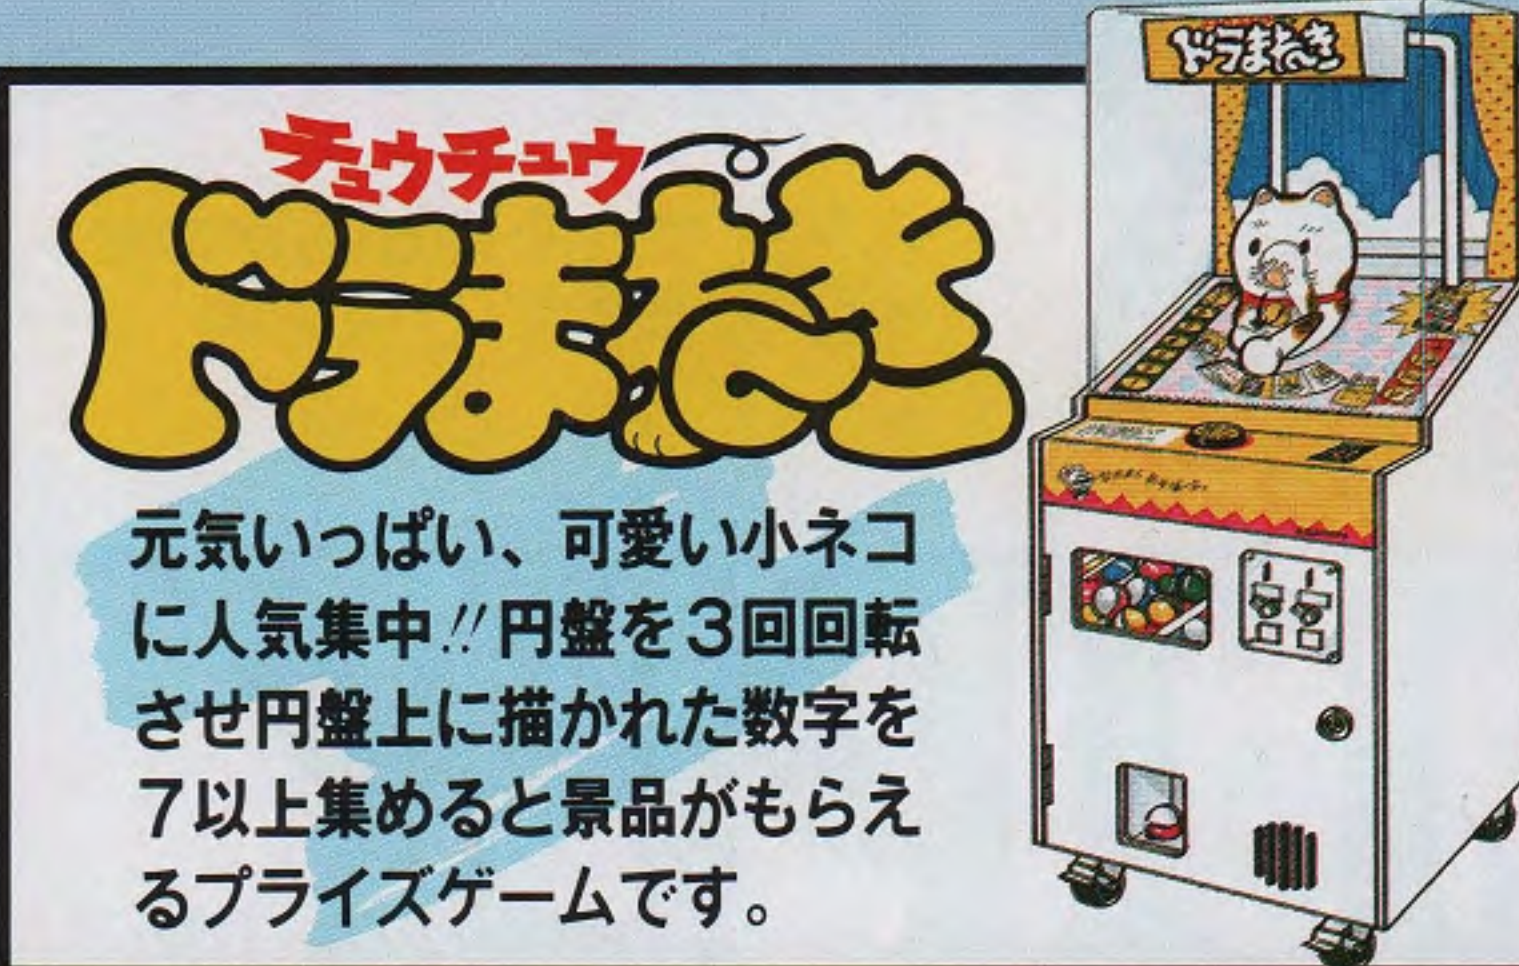 チュウチュウ
ドラまねき
元気いっぱい、可愛い小ネコ
に人気集中!!円盤を3回回転
させ円盤上に描かれた数字を
7以上集めると景品がもらえ
るプライズゲームです。
ドラまねき